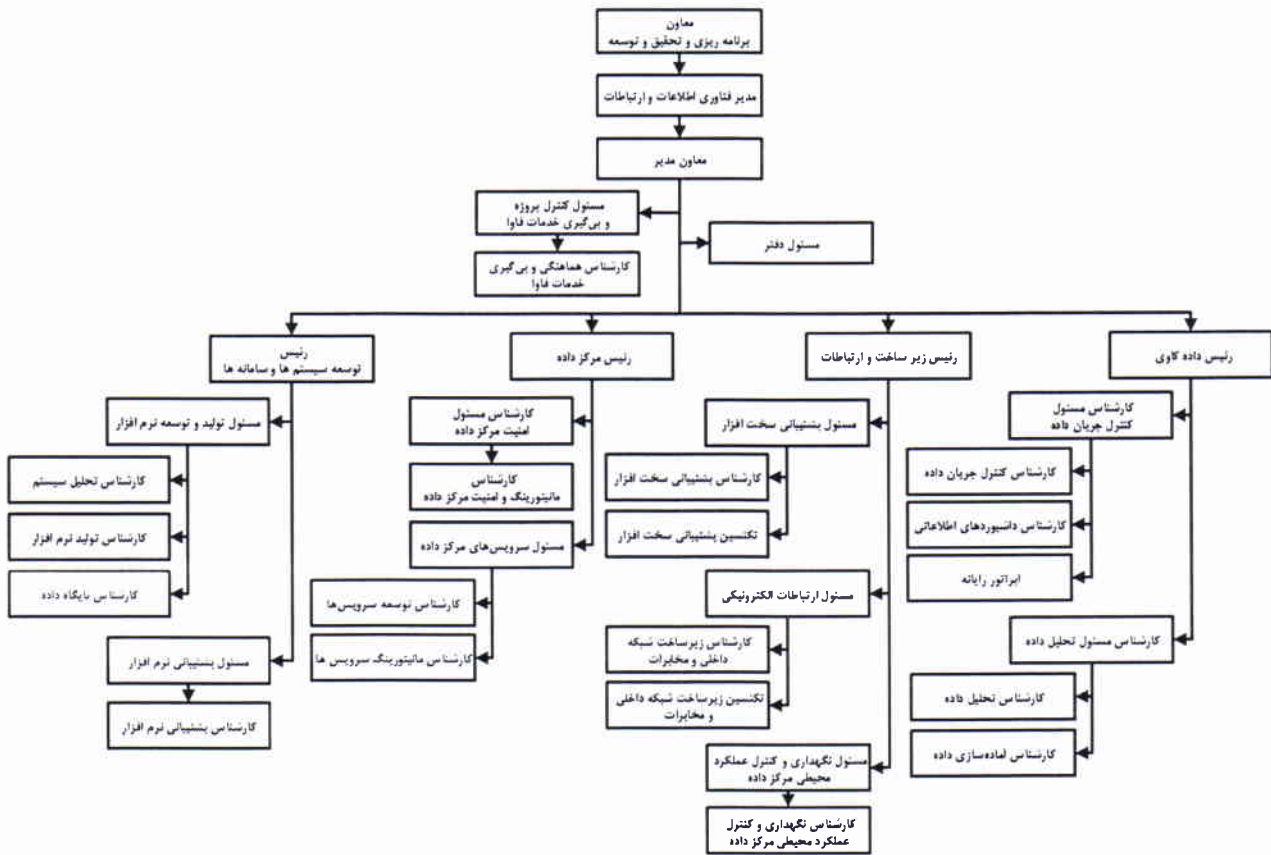 معاون
برنامه ریزی و تحقیق و توسعه
مدیر فناوری اطلاعات و ارتباطات
معاون مدیر
مسئول کنترل پروژه
و پی‌گیری خدمات فاوا
کارشناس هماهنگی و پی‌گیری
خدمات فاوا
مسئول دفتر
رئیس داده کاوی
کارشناس مسئول
کنترل جریان داده
کارشناس کنترل جریان داده
کارشناس داشبوردهای اطلاعاتی
اپراتور رایانه
کارشناس مسئول تحلیل داده
کارشناس تحلیل داده
کارشناس آماده‌سازی داده
رئیس زیر ساخت و ارتباطات
مسئول پشتیبانی سخت افزار
کارشناس پشتیبانی سخت افزار
تکنسین پشتیبانی سخت افزار
مسئول ارتباطات الکترونیکی
کارشناس زیرساخت شبکه
داخلی و مخابرات
تکنسین زیرساخت شبکه داخلی
و مخابرات
مسئول نگهداری و کنترل عملکرد
محیطی مرکز داده
کارشناس نگهداری و کنترل
عملکرد محیطی مرکز داده
رئیس مرکز داده
کارشناس مسئول
امنیت مرکز داده
کارشناس
مانیتورینگ و امنیت مرکز داده
مسئول سرویس‌های مرکز داده
کارشناس توسعه سرویس‌ها
کارشناس مانیتورینگ سرویس ها
رئیس
توسعه سیستم ها و سامانه ها
مسئول تولید و توسعه نرم افزار
کارشناس تحلیل سیستم
کارشناس تولید نرم افزار
کارشناس پایگاه داده
مسئول پشتیبانی نرم افزار
کارشناس پشتیبانی نرم افزار